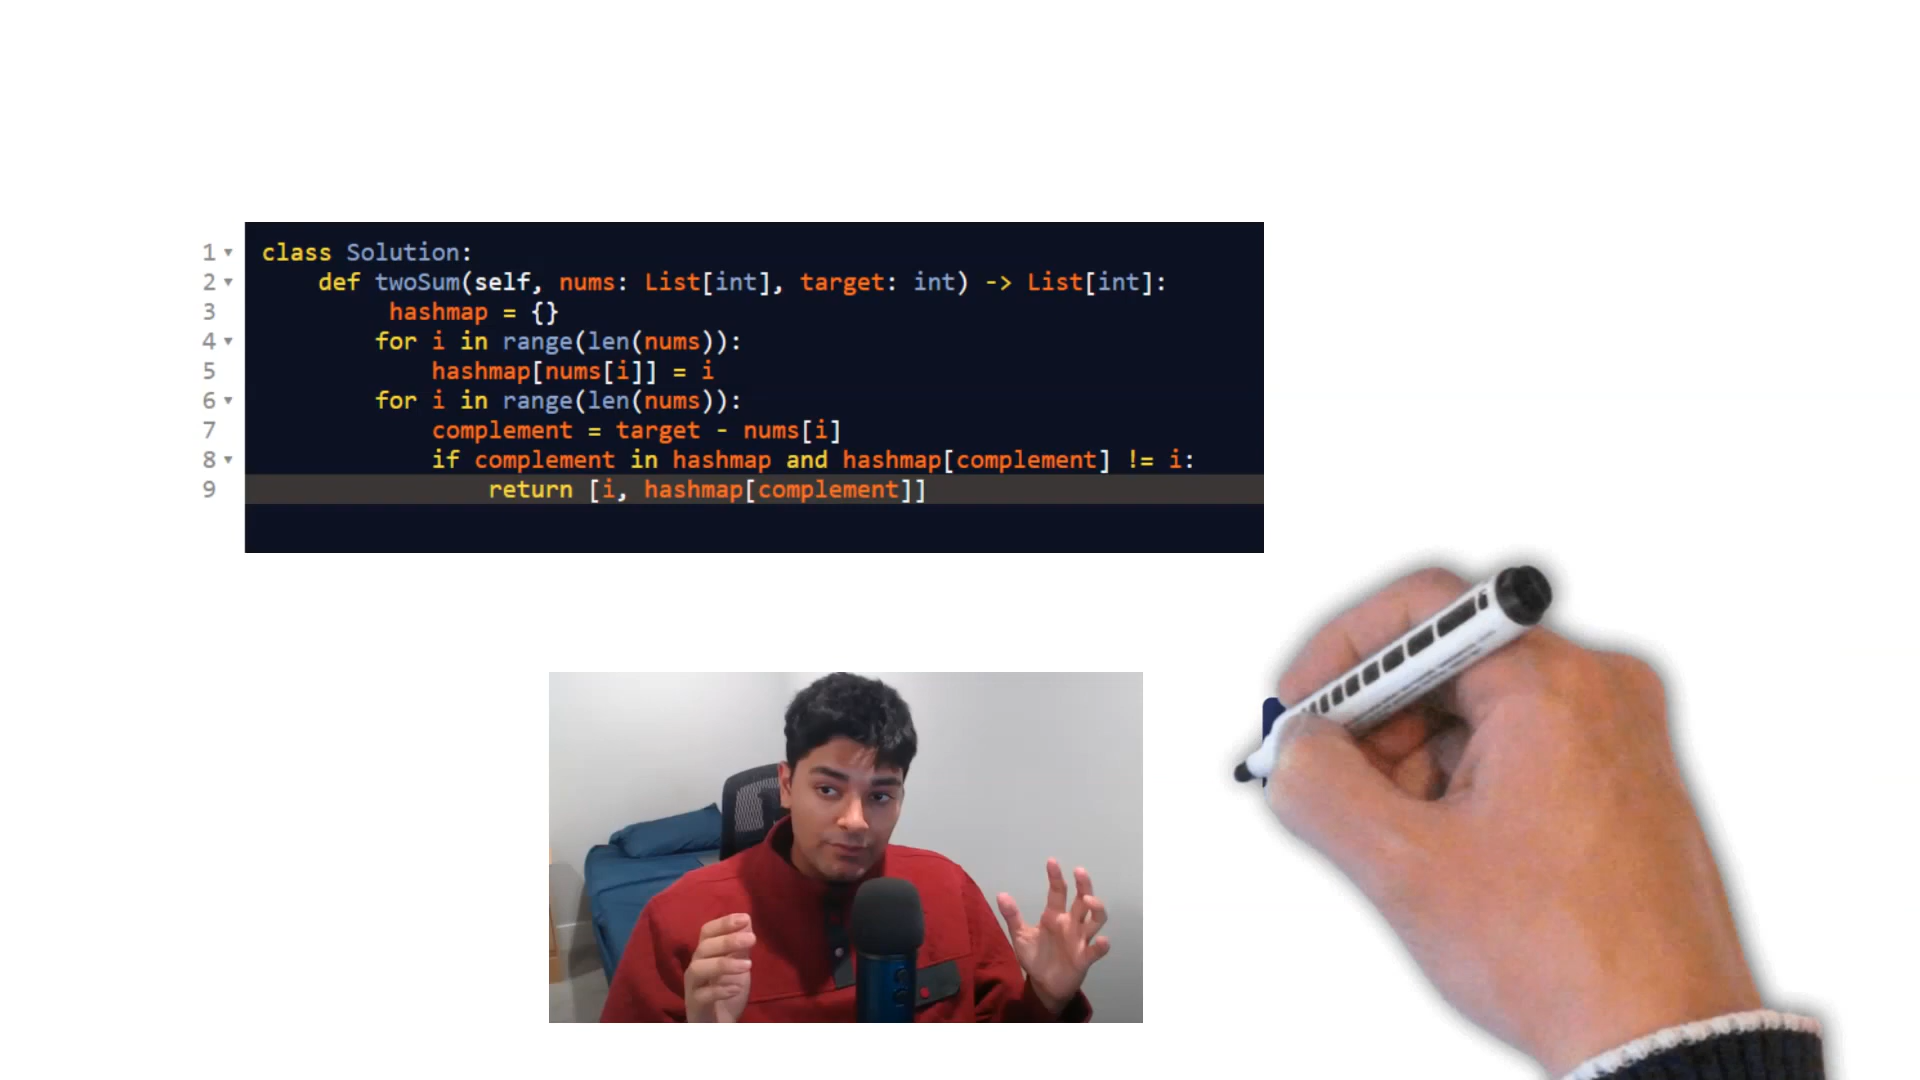 1 class Solution:
2 def twoSum(self, nums: List[int], target: int) -> List[int]:
3 hashmap = {}
4 for i in range(len(nums)):
5 hashmap[nums[i]] = i
6 for i in range(len(nums)):
7 complement = target - nums[i]
8 if complement in hashmap and hashmap[complement] != i:
9 return [i, hashmap[complement]]